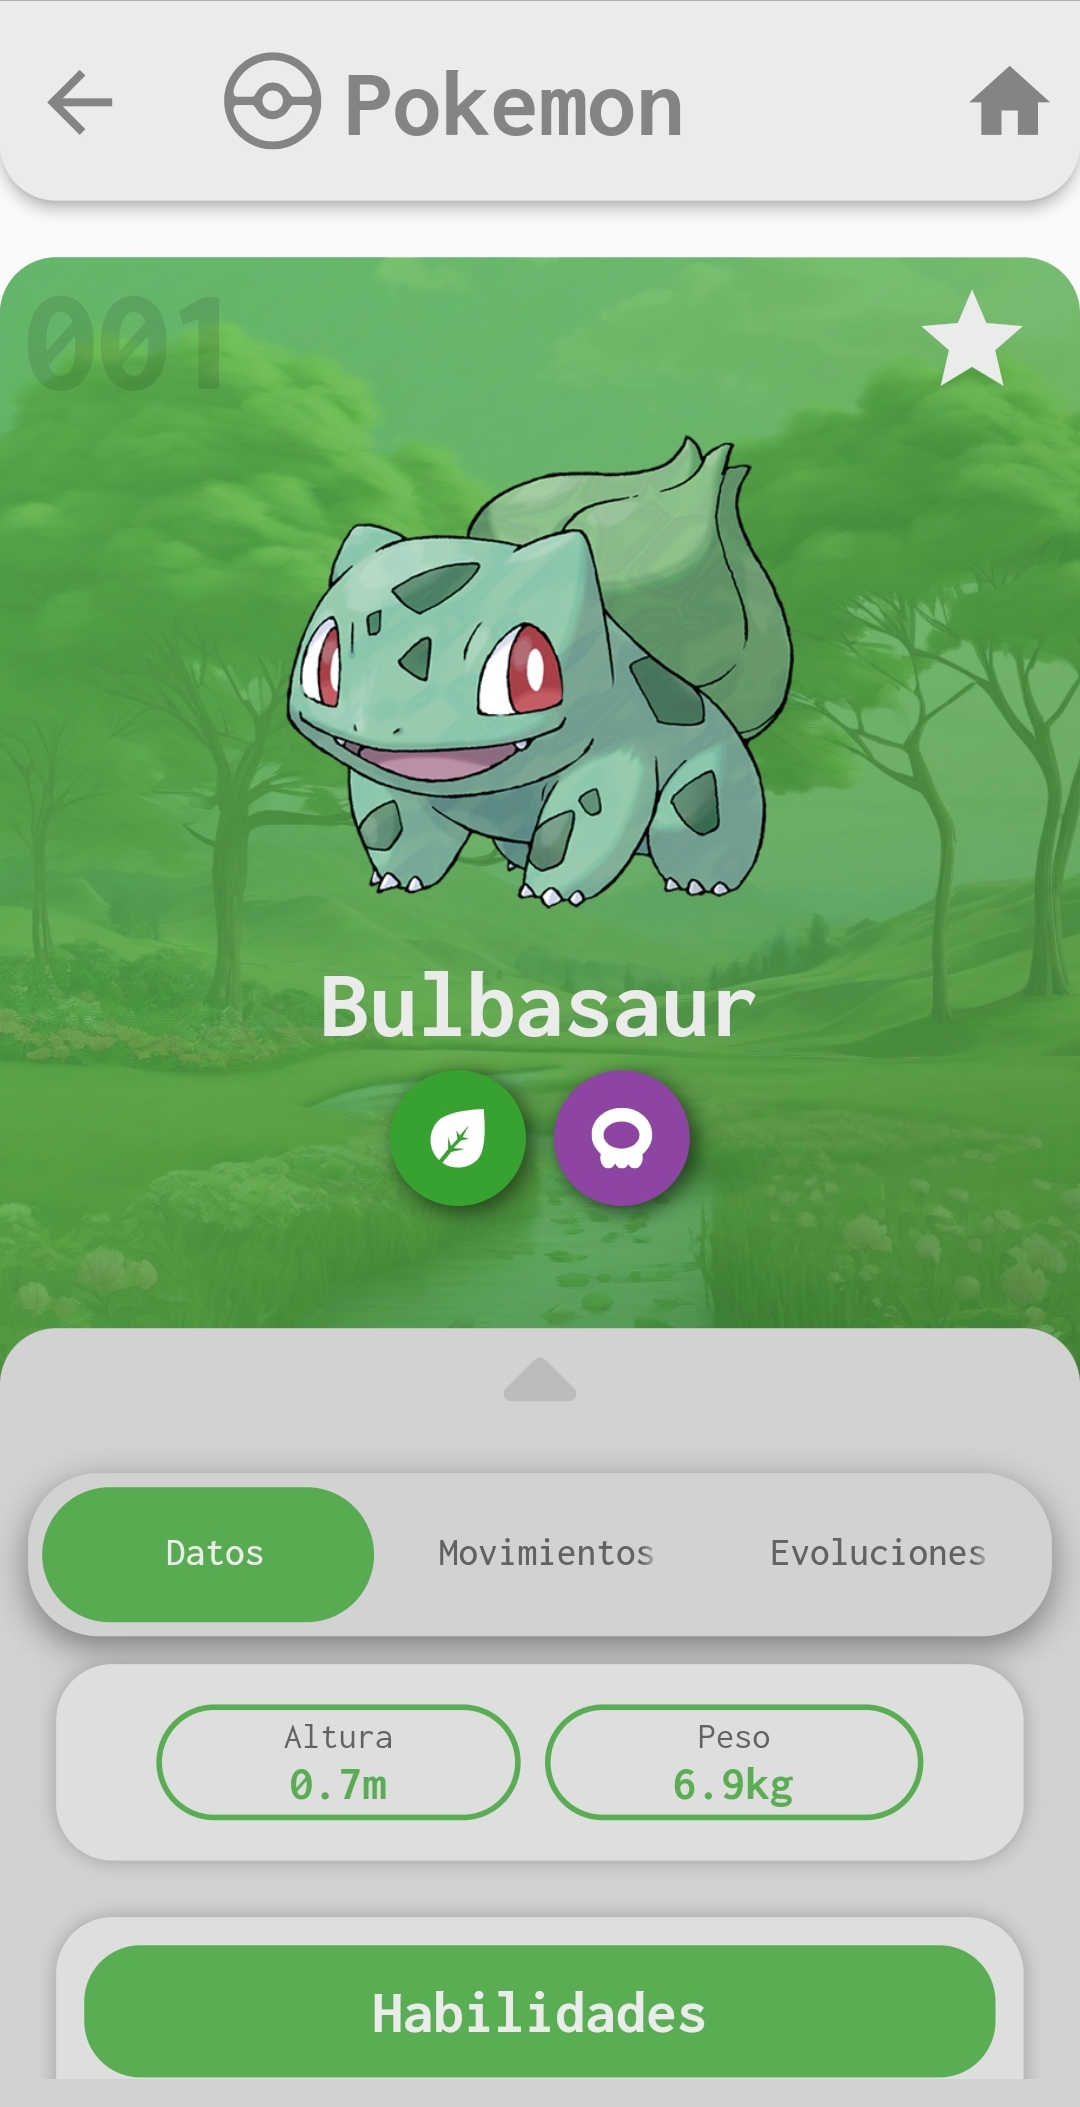 Pokemon
001
Bulbasaur
Datos
Movimientos
Evoluciones
Altura
0.7m
Peso
6.9kg
Habilidades